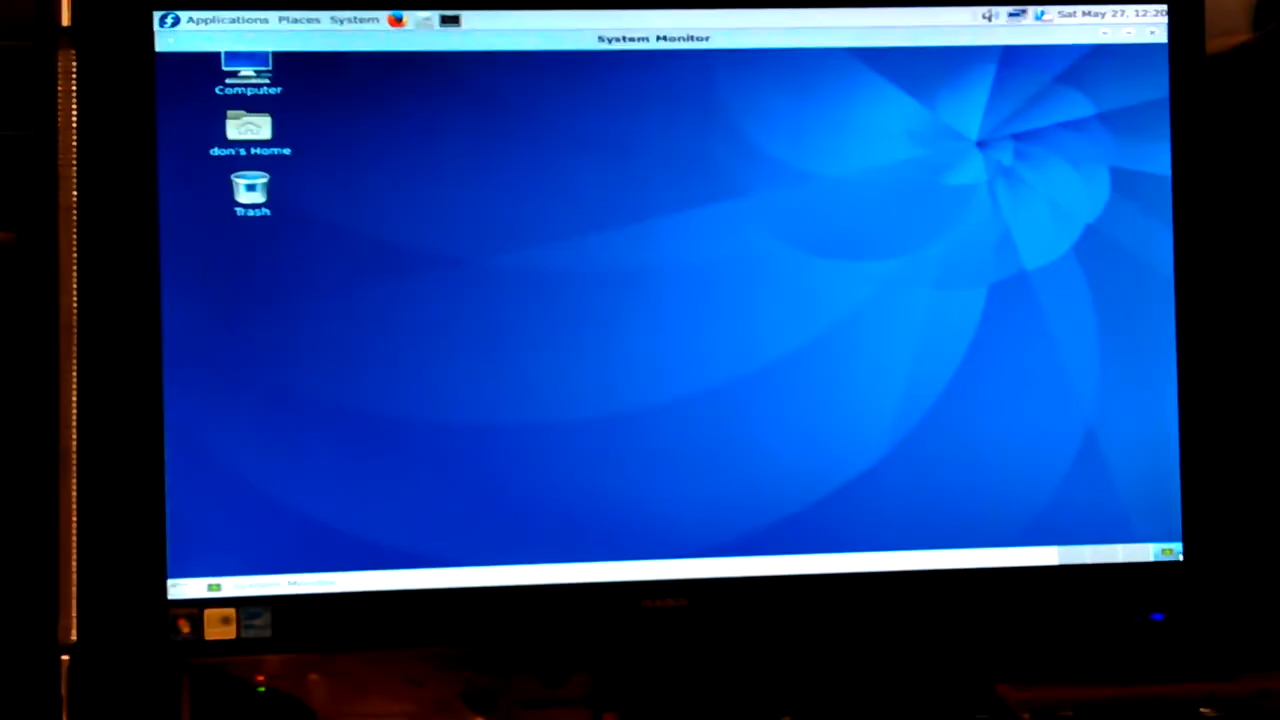 Applications Places System Sat May 27, 12:20
System Monitor
Computer
don's Home
Trash